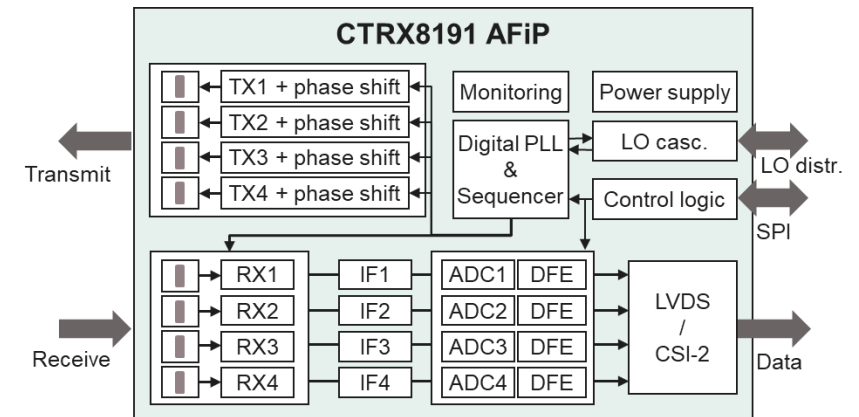 CTRX8191 AFiP
TX1 + phase shift
TX2 + phase shift
TX3 + phase shift
TX4 + phase shift
Monitoring
Power supply
Digital PLL
&
Sequencer
LO casc.
Control logic
Transmit
LO distr.
SPI
RX1
IF1
ADC1
DFE
RX2
IF2
ADC2
DFE
RX3
IF3
ADC3
DFE
RX4
IF4
ADC4
DFE
LVDS
/
CSI-2
Receive
Data